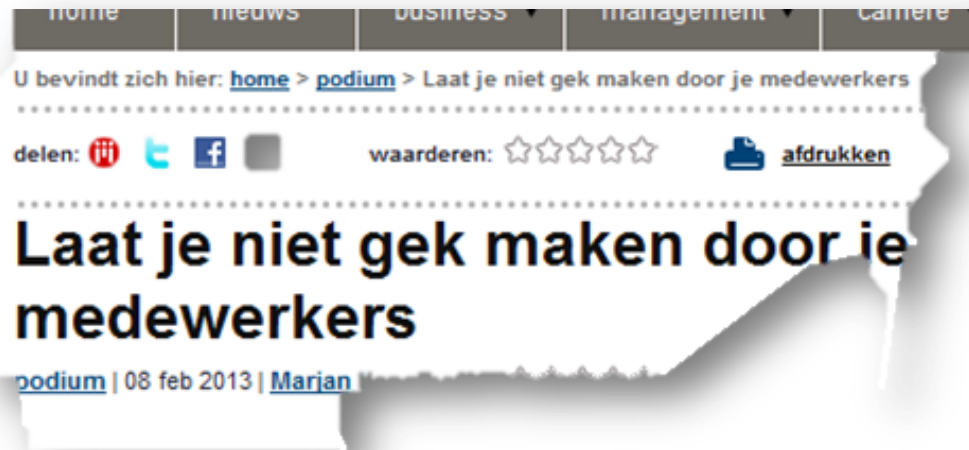 home nieuws business management carrière
U bevindt zich hier: home > podium > Laat je niet gek maken door je medewerkers
delen: waarderen: afdrukken
Laat je niet gek maken door je
medewerkers
podium | 08 feb 2013 | Marjan